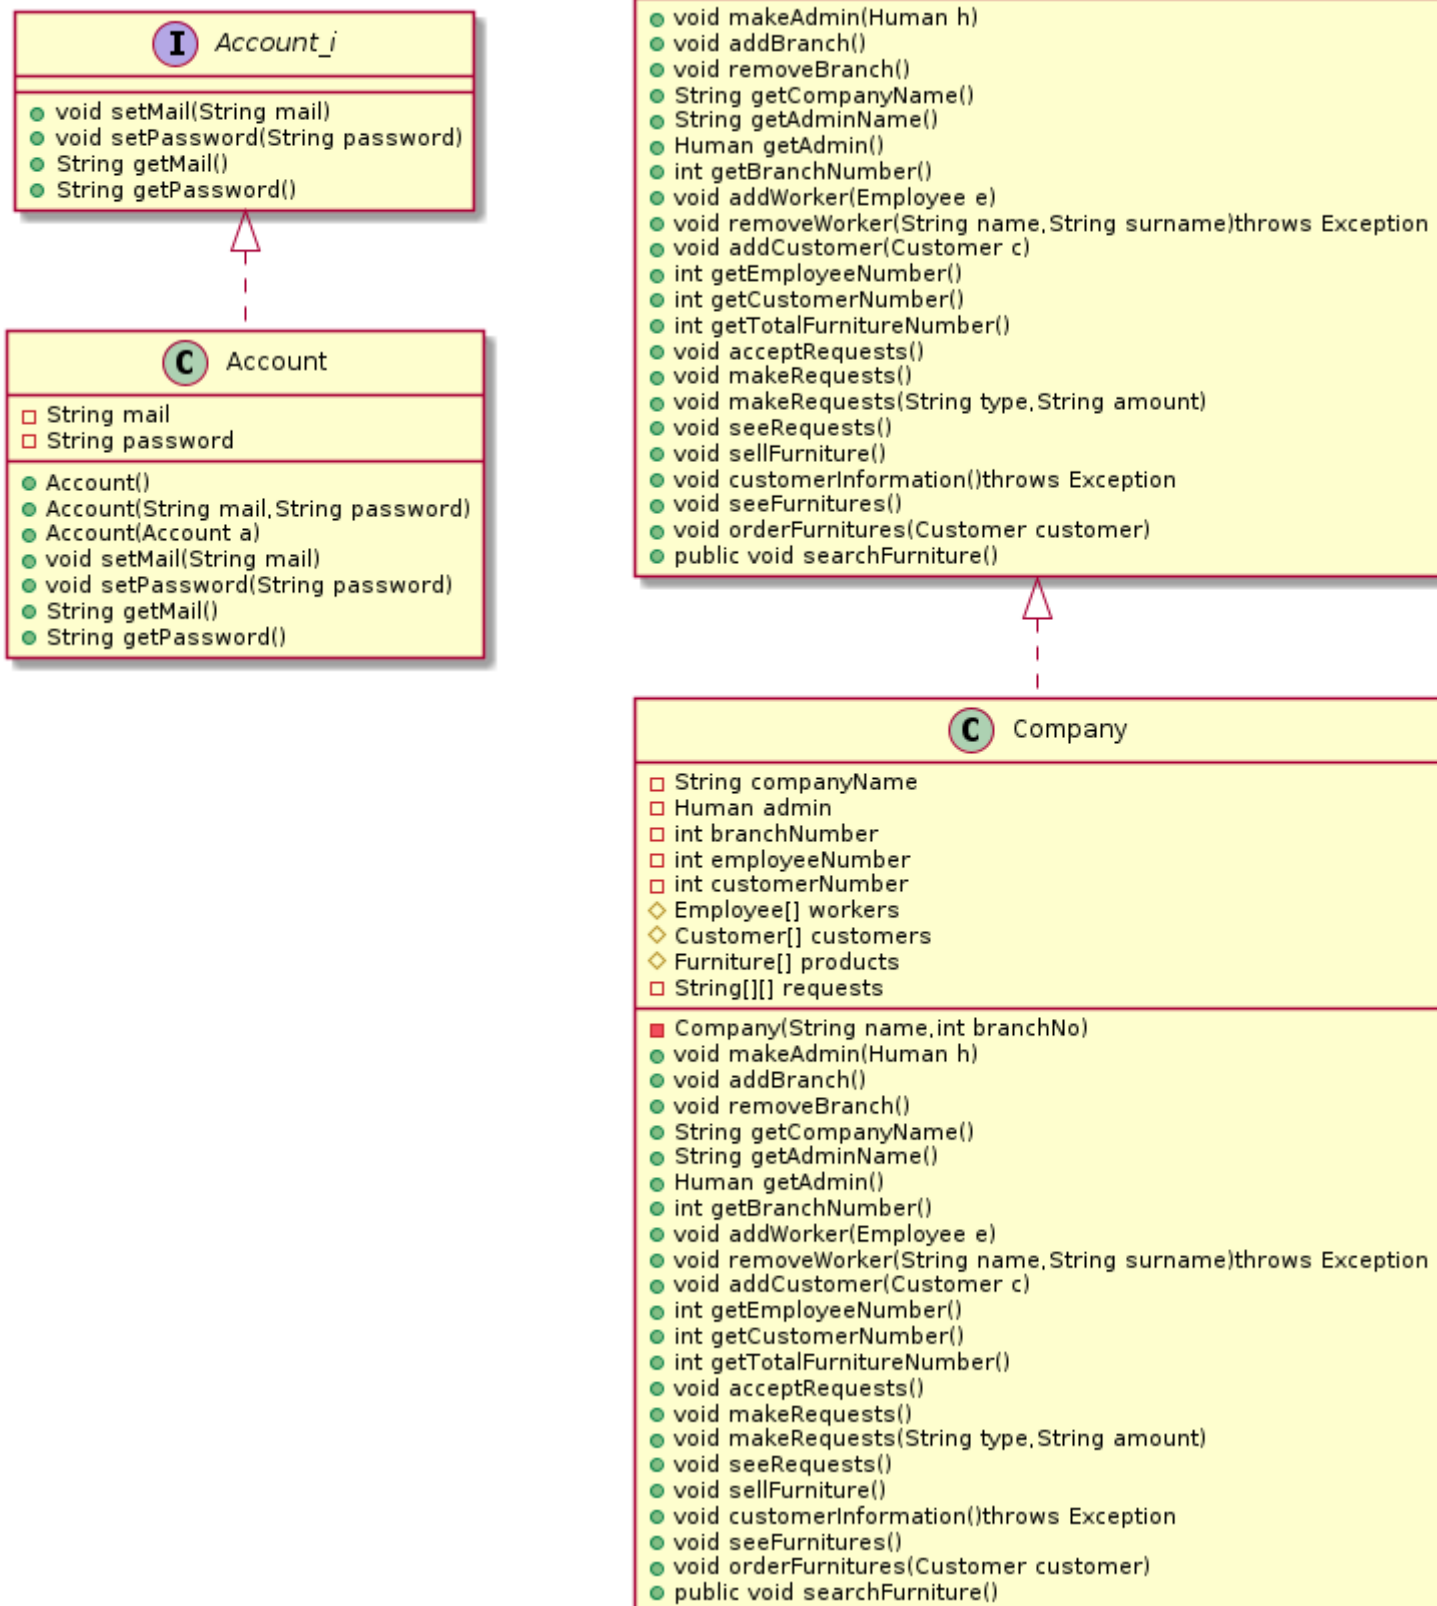 I Account_i
void setMail(String mail)
void setPassword(String password)
String getMail()
String getPassword()
C Account
String mail
String password
Account()
Account(String mail,String password)
Account(Account a)
void setMail(String mail)
void setPassword(String password)
String getMail()
String getPassword()
void makeAdmin(Human h)
void addBranch()
void removeBranch()
String getCompanyName()
String getAdminName()
Human getAdmin()
int getBranchNumber()
void addWorker(Employee e)
void removeWorker(String name,String surname)throws Exception
void addCustomer(Customer c)
int getEmployeeNumber()
int getCustomerNumber()
int getTotalFurnitureNumber()
void acceptRequests()
void makeRequests()
void makeRequests(String type,String amount)
void seeRequests()
void sellFurniture()
void customerInformation()throws Exception
void seeFurnitures()
void orderFurnitures(Customer customer)
public void searchFurniture()
C Company
String companyName
Human admin
int branchNumber
int employeeNumber
int customerNumber
Employee[] workers
Customer[] customers
Furniture[] products
String[][] requests
Company(String name,int branchNo)
void makeAdmin(Human h)
void addBranch()
void removeBranch()
String getCompanyName()
String getAdminName()
Human getAdmin()
int getBranchNumber()
void addWorker(Employee e)
void removeWorker(String name,String surname)throws Exception
void addCustomer(Customer c)
int getEmployeeNumber()
int getCustomerNumber()
int getTotalFurnitureNumber()
void acceptRequests()
void makeRequests()
void makeRequests(String type,String amount)
void seeRequests()
void sellFurniture()
void customerInformation()throws Exception
void seeFurnitures()
void orderFurnitures(Customer customer)
public void searchFurniture()